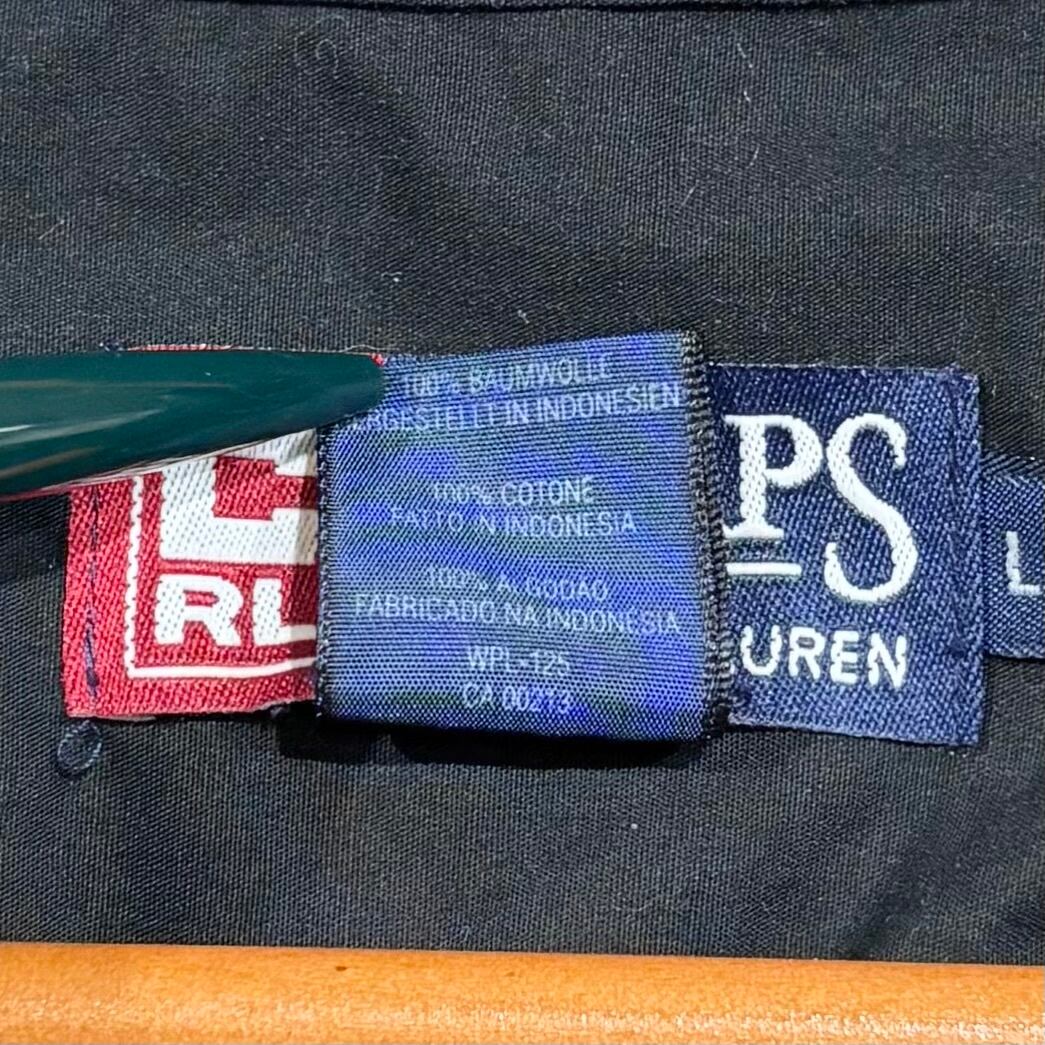 100% BAUMWOLLE
IN INDONESIEN
100% COTONE
FATTO IN INDONESIA
100% ALGODAO
FABRICADO NA INDONESIA
WPL-125
CA 00213
C
RL
PS
UREN
L